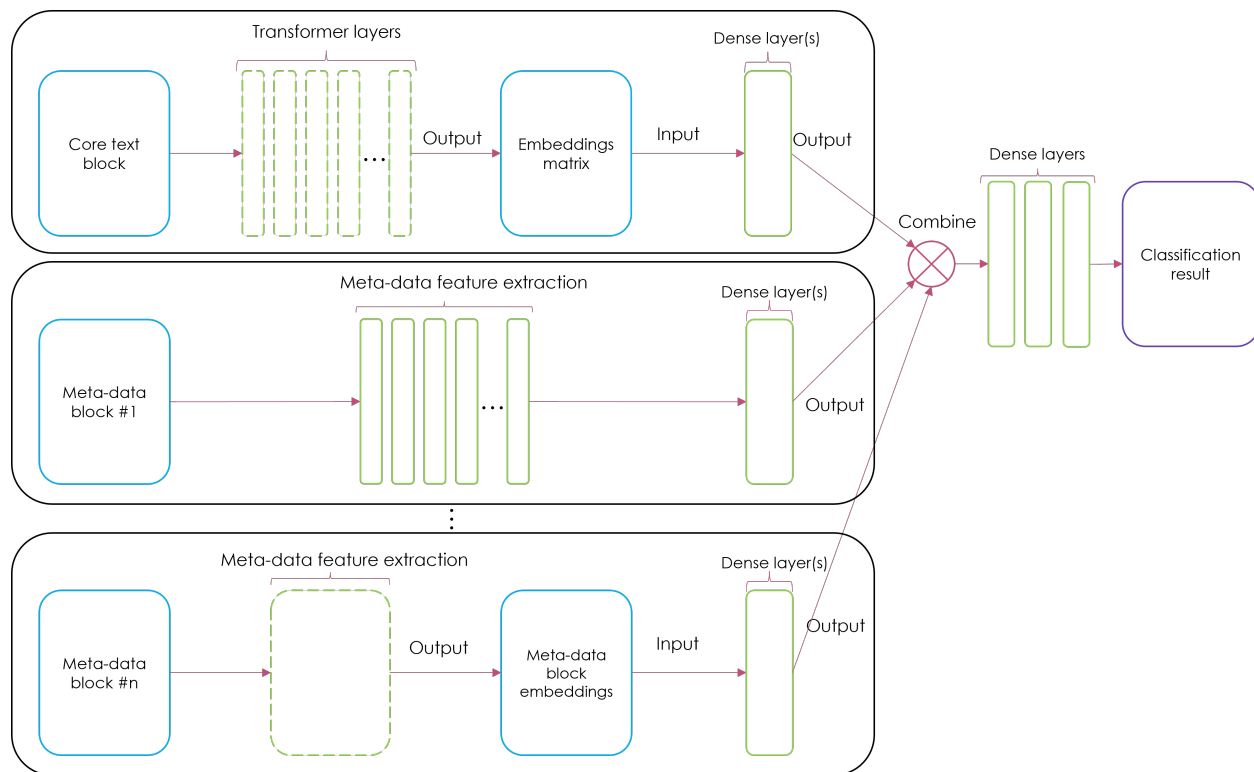 Transformer layers
Dense layer(s)
Core text
block
...
Output
Embeddings
matrix
Input
Output
Dense layers
Combine
Classification
result
Meta-data feature extraction
Dense layer(s)
Meta-data
block #1
...
Output
...
Meta-data feature extraction
Dense layer(s)
Meta-data
block #n
Output
Meta-data
block
embeddings
Input
Output